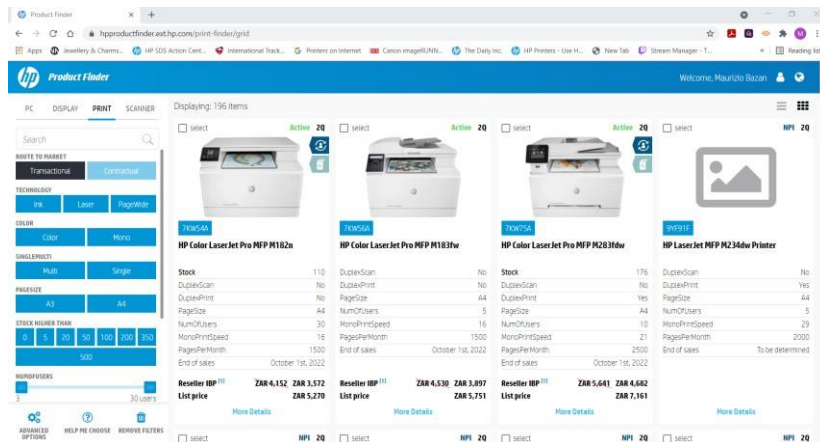 Product Finder
hpproductfinder.ext.hp.com/print-finder/grid
Apps Jewellery & Charms... HP SDS Action Cent... International Track... Printers on Internet Canon imageRUNN... The Daily Inc. HP Printers - Use H... New Tab Stream Manager - T... » Reading list
hp Product Finder Welcome, Maurizio Bazan
PC DISPLAY PRINT SCANNER Displaying: 196 items
Search
ROUTE TO MARKET
Transactional Contractual
TECHNOLOGY
Ink Laser PageWide
COLOR
Color Mono
SINGLEMULTI
Multi Single
PAGESIZE
A3 A4
STOCK HIGHER THAN
0 5 20 50 100 200 350
500
NUMOFUSERS
3 30 users
ADVANCED OPTIONS
HELP ME CHOOSE
REMOVE FILTERS
select Active 2Q
7KW54A
HP Color LaserJet Pro MFP M182n
Stock 110
DuplexScan No
DuplexPrint No
PageSize A4
NumOfUsers 30
MonoPrintSpeed 16
PagesPerMonth 1500
End of sales October 1st, 2022
Reseller IBP [1] ZAR 4,152 ZAR 3,572
List price ZAR 5,270
More Details
select Active 2Q
7KW56A
HP Color LaserJet Pro MFP M183fw
DuplexScan No
DuplexPrint No
PageSize A4
NumOfUsers 5
MonoPrintSpeed 16
PagesPerMonth 1500
End of sales October 1st, 2022
Reseller IBP [1] ZAR 4,530 ZAR 3,897
List price ZAR 5,751
More Details
select Active 2Q
7KW75A
HP Color LaserJet Pro MFP M283fdw
Stock 176
DuplexScan No
DuplexPrint Yes
PageSize A4
NumOfUsers 10
MonoPrintSpeed 21
PagesPerMonth 2500
End of sales October 1st, 2022
Reseller IBP [1] ZAR 5,641 ZAR 4,682
List price ZAR 7,161
More Details
select NPI 2Q
9YF91F
HP LaserJet MFP M234dw Printer
DuplexScan No
DuplexPrint Yes
PageSize A4
NumOfUsers 5
MonoPrintSpeed 29
PagesPerMonth 2000
End of sales To be determined
More Details
select NPI 2Q
select NPI 2Q
select NPI 2Q
select NPI 2Q